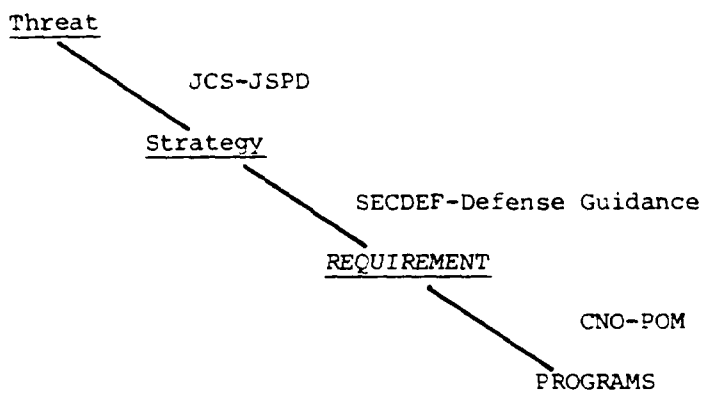 Threat
JCS-JSPD
Strategy
SECDEF-Defense Guidance
REQUIREMENT
CNO-POM
PROGRAMS